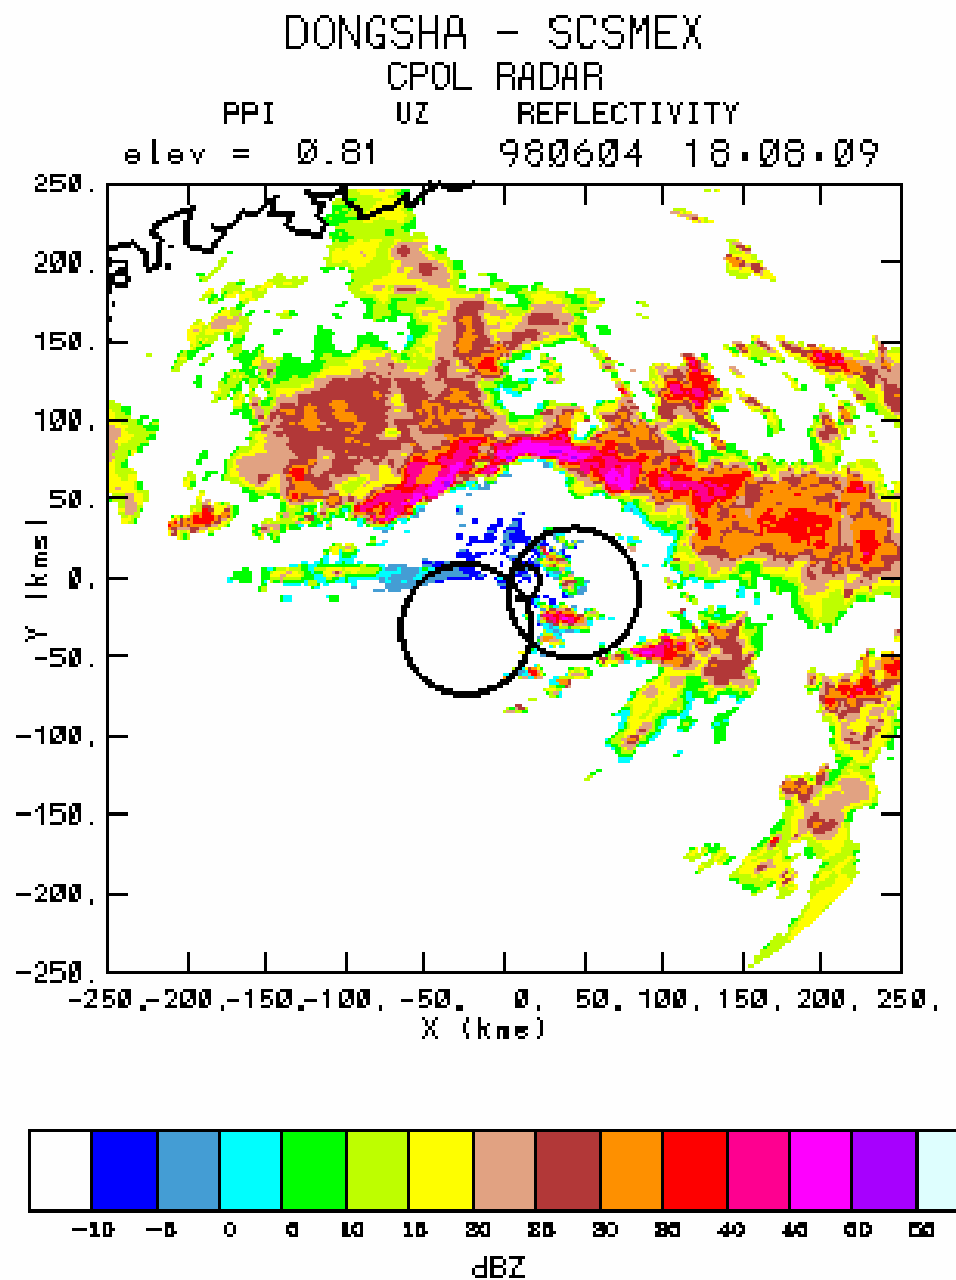 DONGSHA - SCSMEX
CPOL RADAR
PPI UZ REFLECTIVITY
elev = 0.81 980604 18:08:09
250.
200.
150.
100.
50.
0.
-50.
-100.
-150.
-200.
-250.
Y (kms)
-250. -200. -150. -100. -50. 0. 50. 100. 150. 200. 250.
X (kms)
-10 -5 0 5 10 15 20 25 30 35 40 45 50 55
dBZ